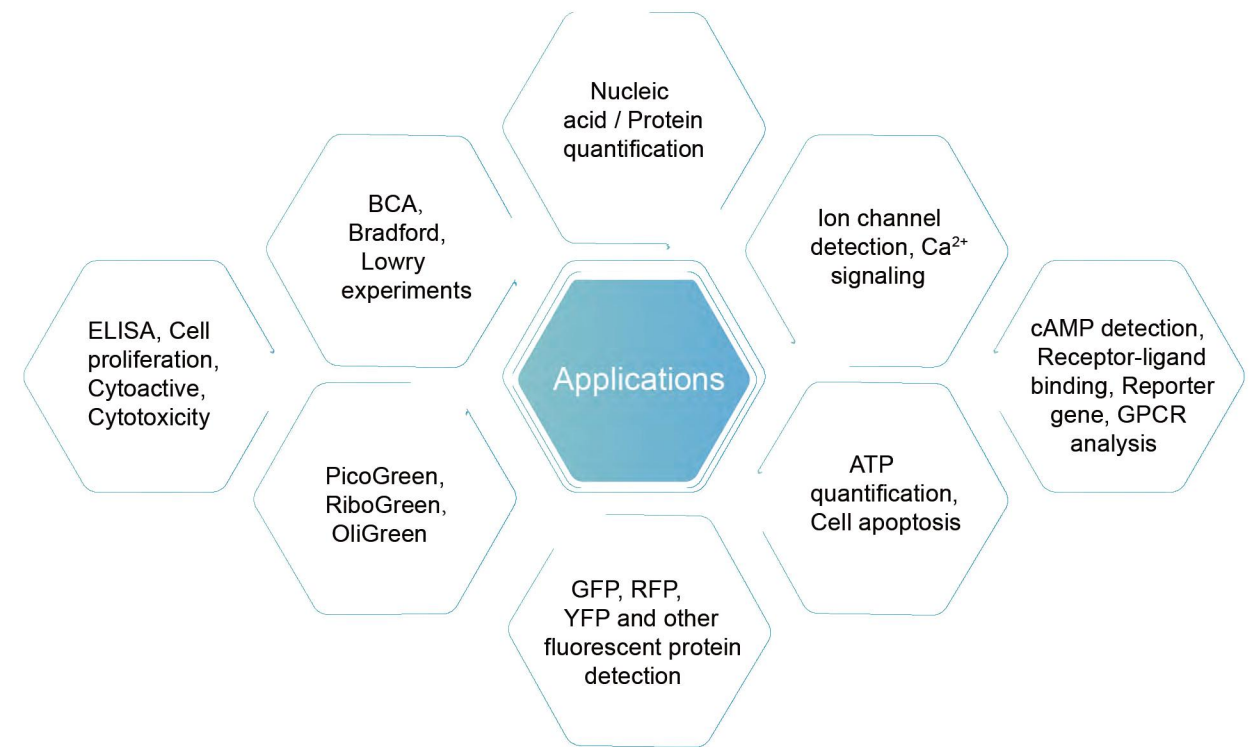 Nucleic
acid / Protein
quantification
BCA,
Bradford,
Lowry
experiments
Ion channel
detection, Ca²⁺
signaling
ELISA, Cell
proliferation,
Cytoactive,
Cytotoxicity
Applications
cAMP detection,
Receptor-ligand
binding, Reporter
gene, GPCR
analysis
PicoGreen,
RiboGreen,
OliGreen
ATP
quantification,
Cell apoptosis
GFP, RFP,
YFP and other
fluorescent protein
detection